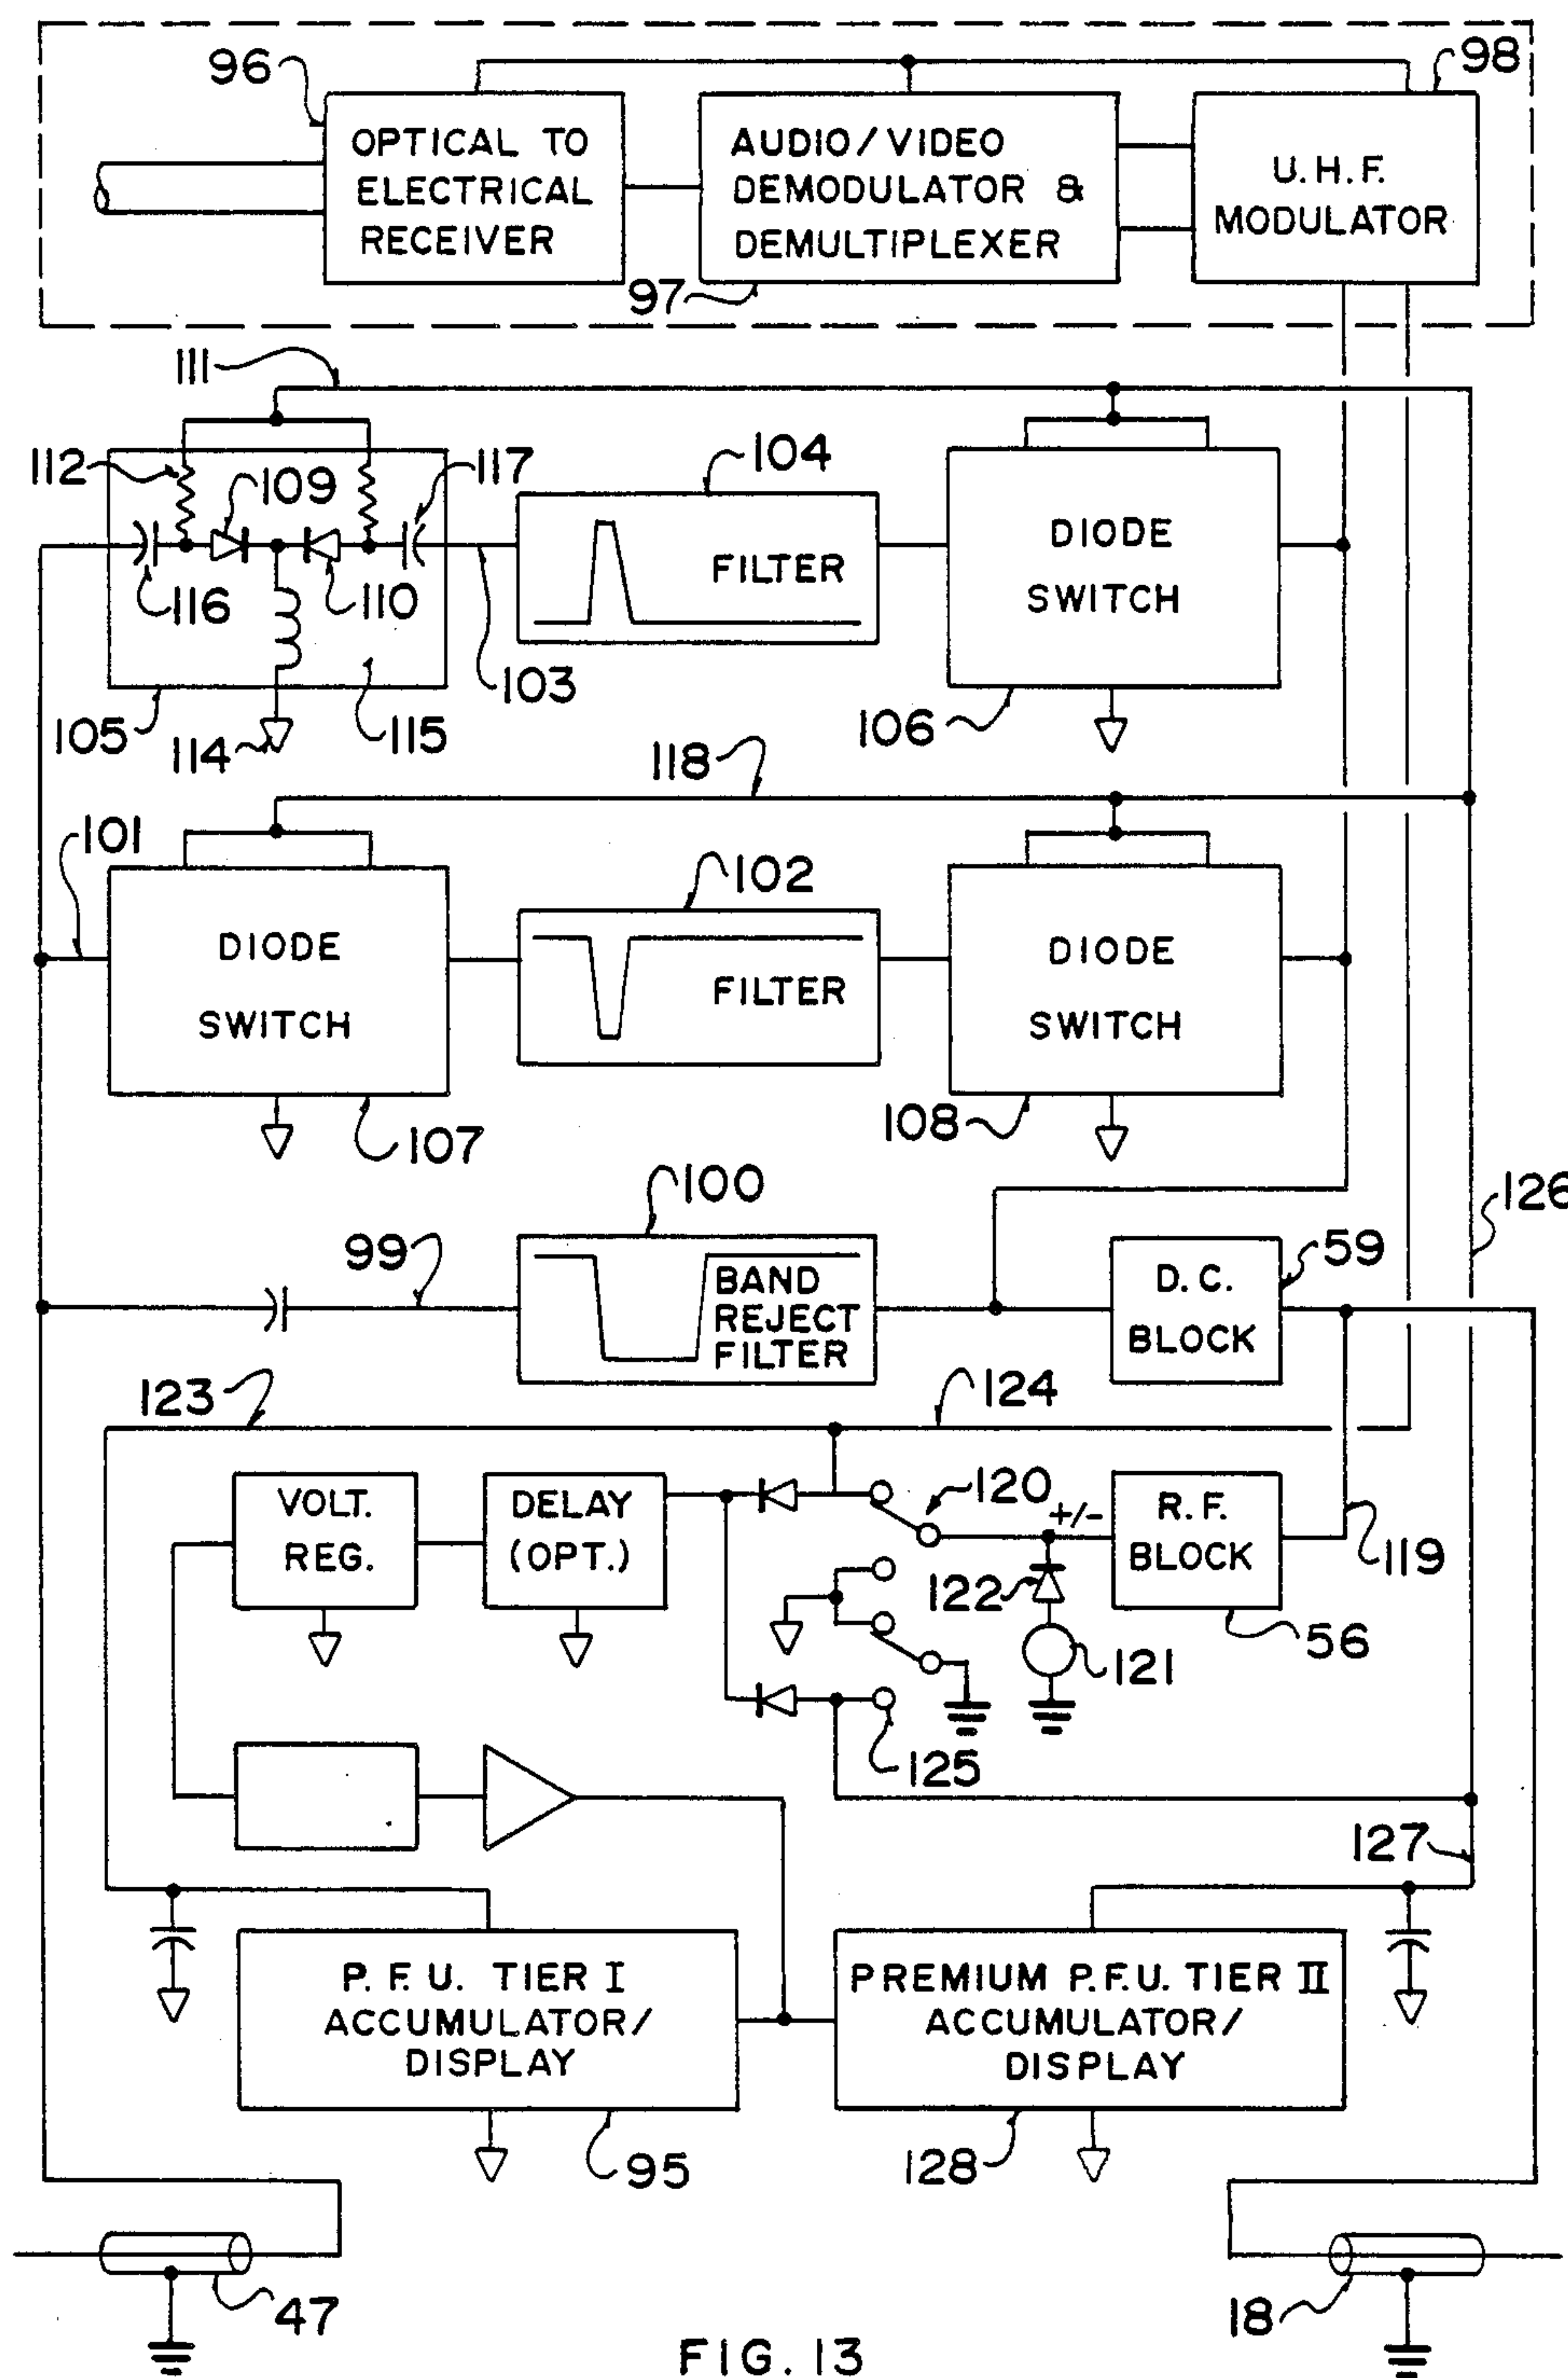 96
98
OPTICAL TO
ELECTRICAL
RECEIVER
AUDIO/VIDEO
DEMODULATOR &
DEMULTIPLEXER
U.H.F.
MODULATOR
97
111
112
109
117
104
FILTER
DIODE
SWITCH
116
110
103
105
114
115
106
118
101
102
DIODE
SWITCH
FILTER
DIODE
SWITCH
107
108
100
126
99
BAND
REJECT
FILTER
D.C.
BLOCK
59
123
124
VOLT.
REG.
DELAY
(OPT.)
120
+/-
R.F.
BLOCK
119
122
56
121
125
127
P.F.U. TIER I
ACCUMULATOR/
DISPLAY
PREMIUM P.F.U. TIER II
ACCUMULATOR/
DISPLAY
95
128
47
18
FIG. 13